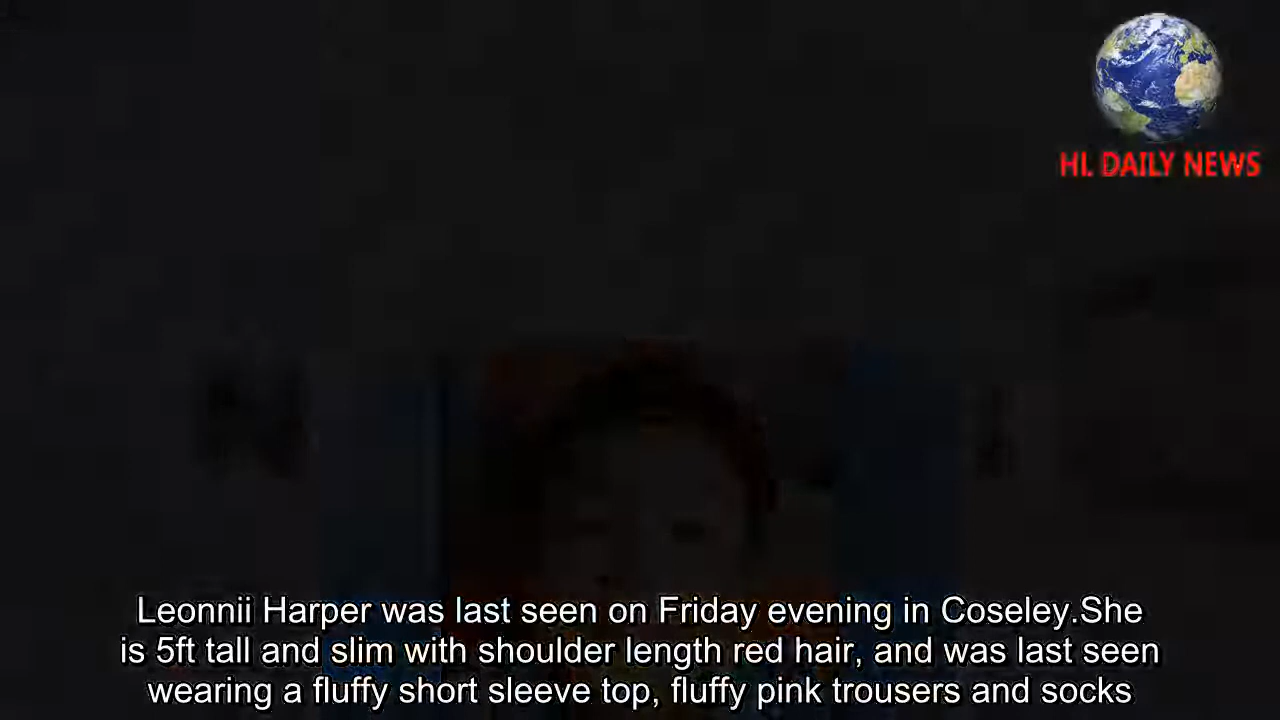 HL DAILY NEWS
Leonnii Harper was last seen on Friday evening in Coseley.She
is 5ft tall and slim with shoulder length red hair, and was last seen
wearing a fluffy short sleeve top, fluffy pink trousers and socks